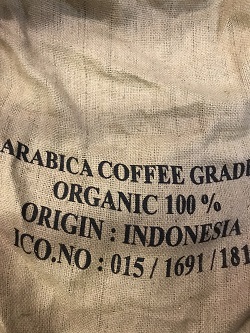 ARABICA COFFEE GRADE
ORGANIC 100 %
ORIGIN : INDONESIA
ICO.NO : 015 / 1691 / 181